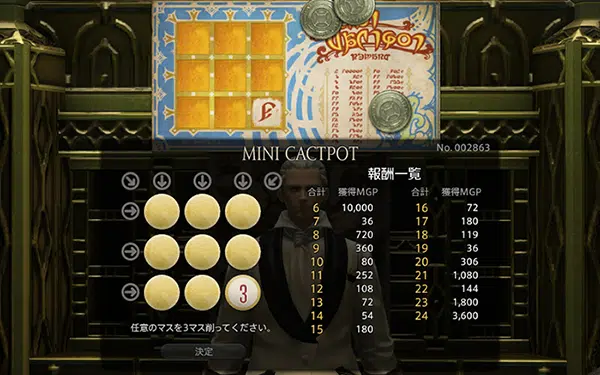 MINI CACTPOT
No. 002863
報酬一覧
合計 獲得MGP 合計 獲得MGP
6 10,000 16 72
7 36 17 180
8 720 18 119
9 360 19 36
10 80 20 306
11 252 21 1,080
12 108 22 144
13 72 23 1,800
14 54 24 3,600
15 180
3
任意のマスを3マス削ってください。
決定